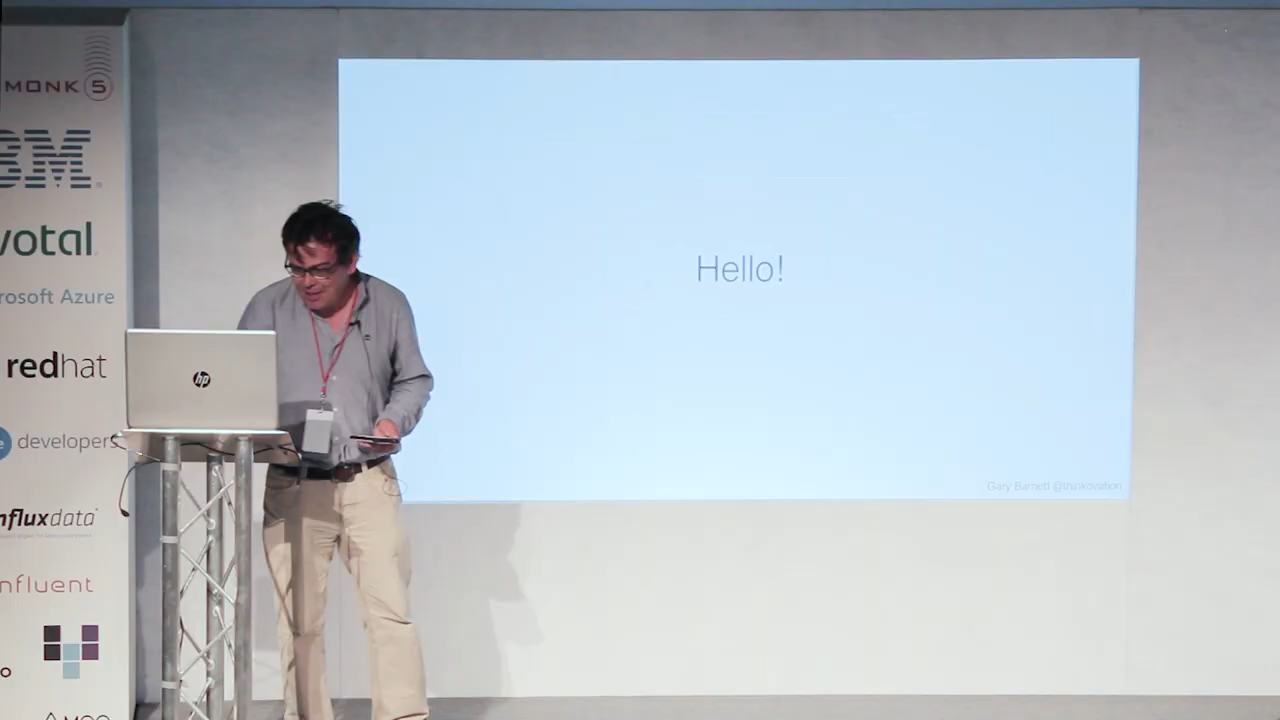 MONK 5
BM
votal
rosoft Azure
redhat
e developers
nfluxdata
nfluent
o
hp
Hello!
Gary Barnett @thinkovation